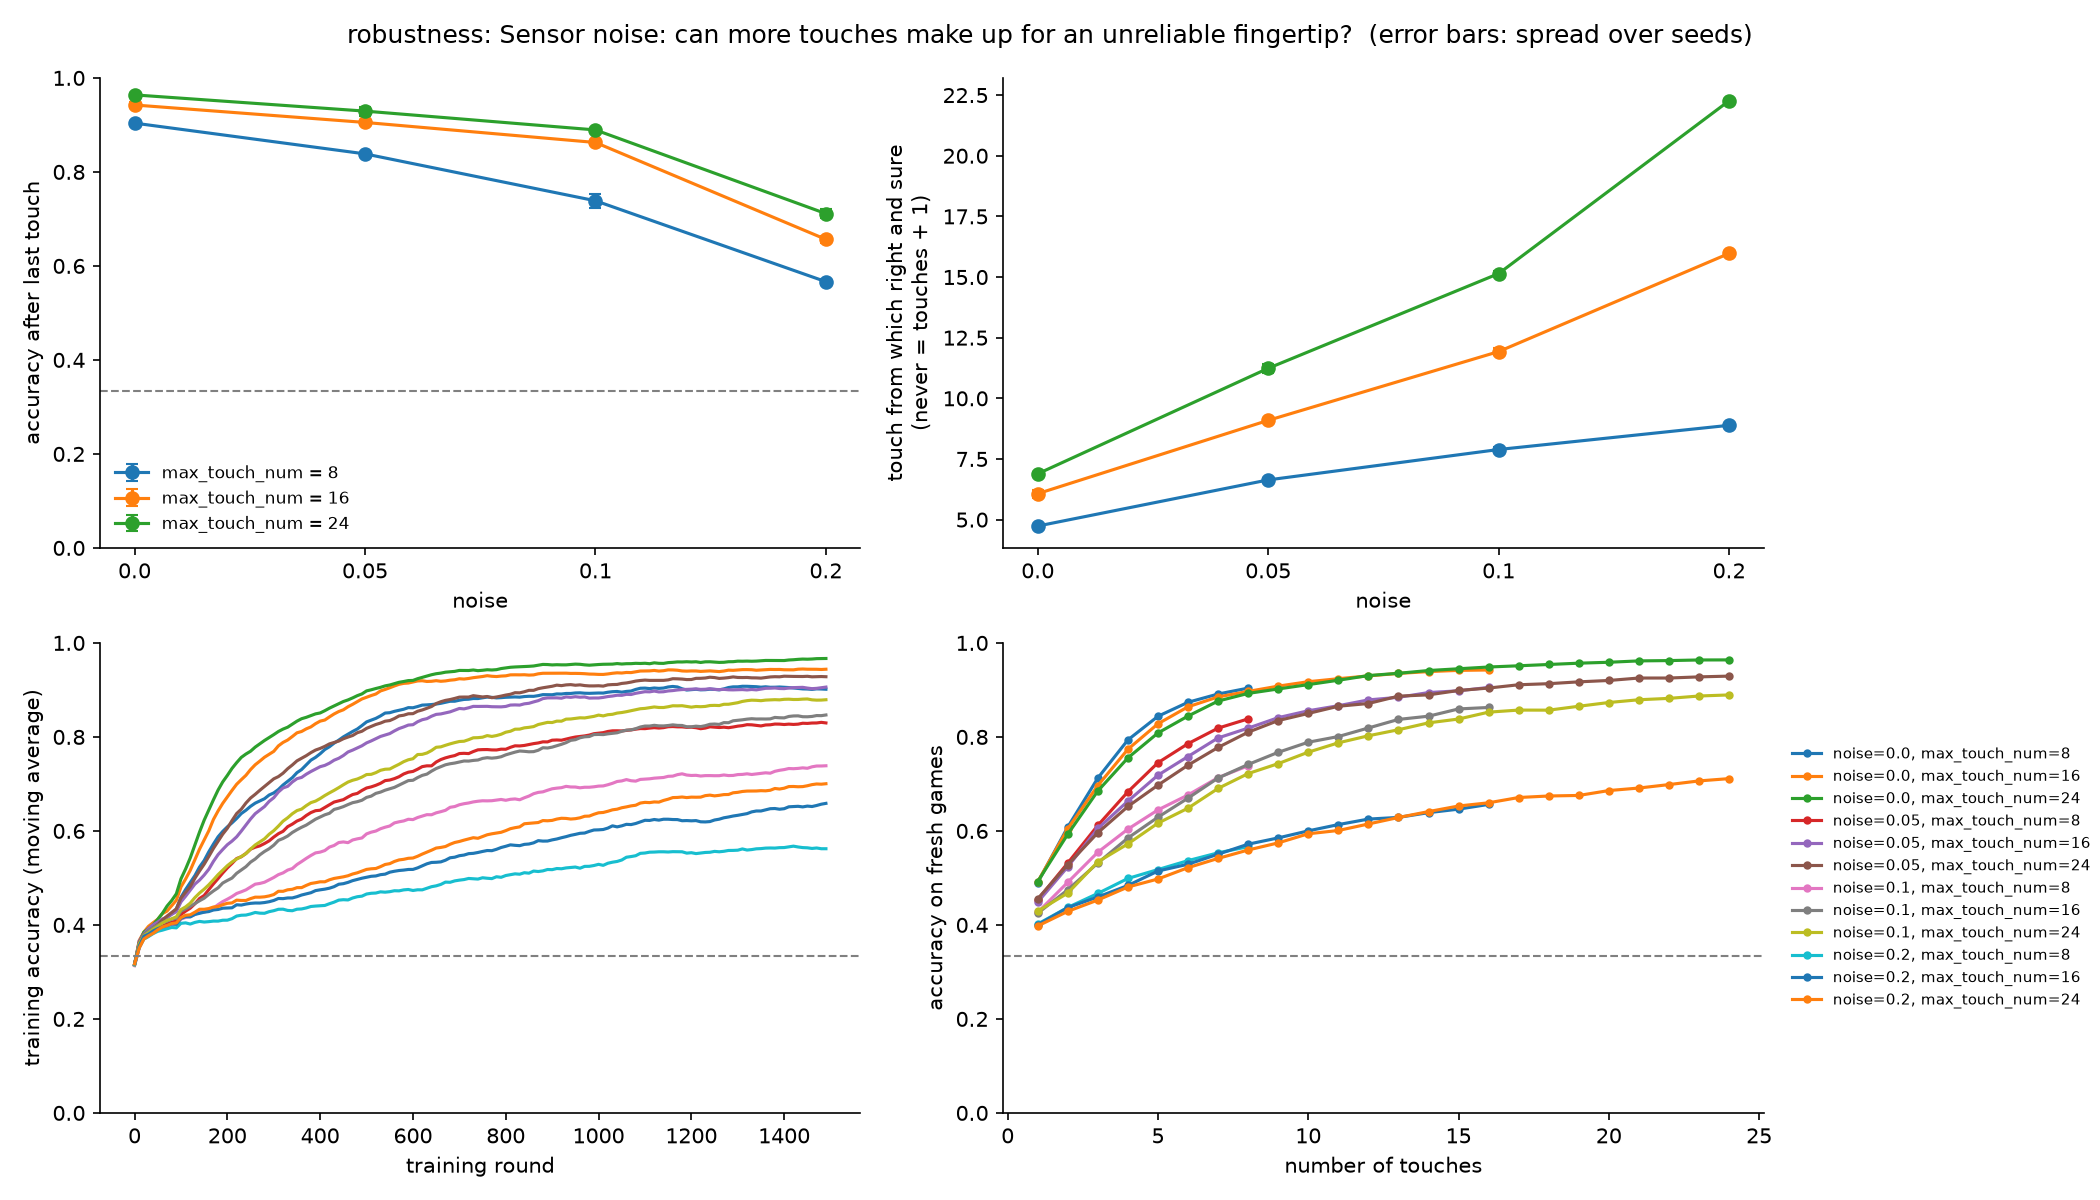 robustness: Sensor noise: can more touches make up for an unreliable fingertip?  (error bars: spread over seeds)
accuracy after last touch
1.0
0.8
0.6
0.4
0.2
0.0
max_touch_num = 8
max_touch_num = 16
max_touch_num = 24
0.0 0.05 0.1 0.2
noise
touch from which right and sure
(never = touches + 1)
22.5
20.0
17.5
15.0
12.5
10.0
7.5
5.0
0.0 0.05 0.1 0.2
noise
training accuracy (moving average)
1.0
0.8
0.6
0.4
0.2
0.0
0 200 400 600 800 1000 1200 1400
training round
accuracy on fresh games
1.0
0.8
0.6
0.4
0.2
0.0
0 5 10 15 20 25
number of touches
noise=0.0, max_touch_num=8
noise=0.0, max_touch_num=16
noise=0.0, max_touch_num=24
noise=0.05, max_touch_num=8
noise=0.05, max_touch_num=16
noise=0.05, max_touch_num=24
noise=0.1, max_touch_num=8
noise=0.1, max_touch_num=16
noise=0.1, max_touch_num=24
noise=0.2, max_touch_num=8
noise=0.2, max_touch_num=16
noise=0.2, max_touch_num=24